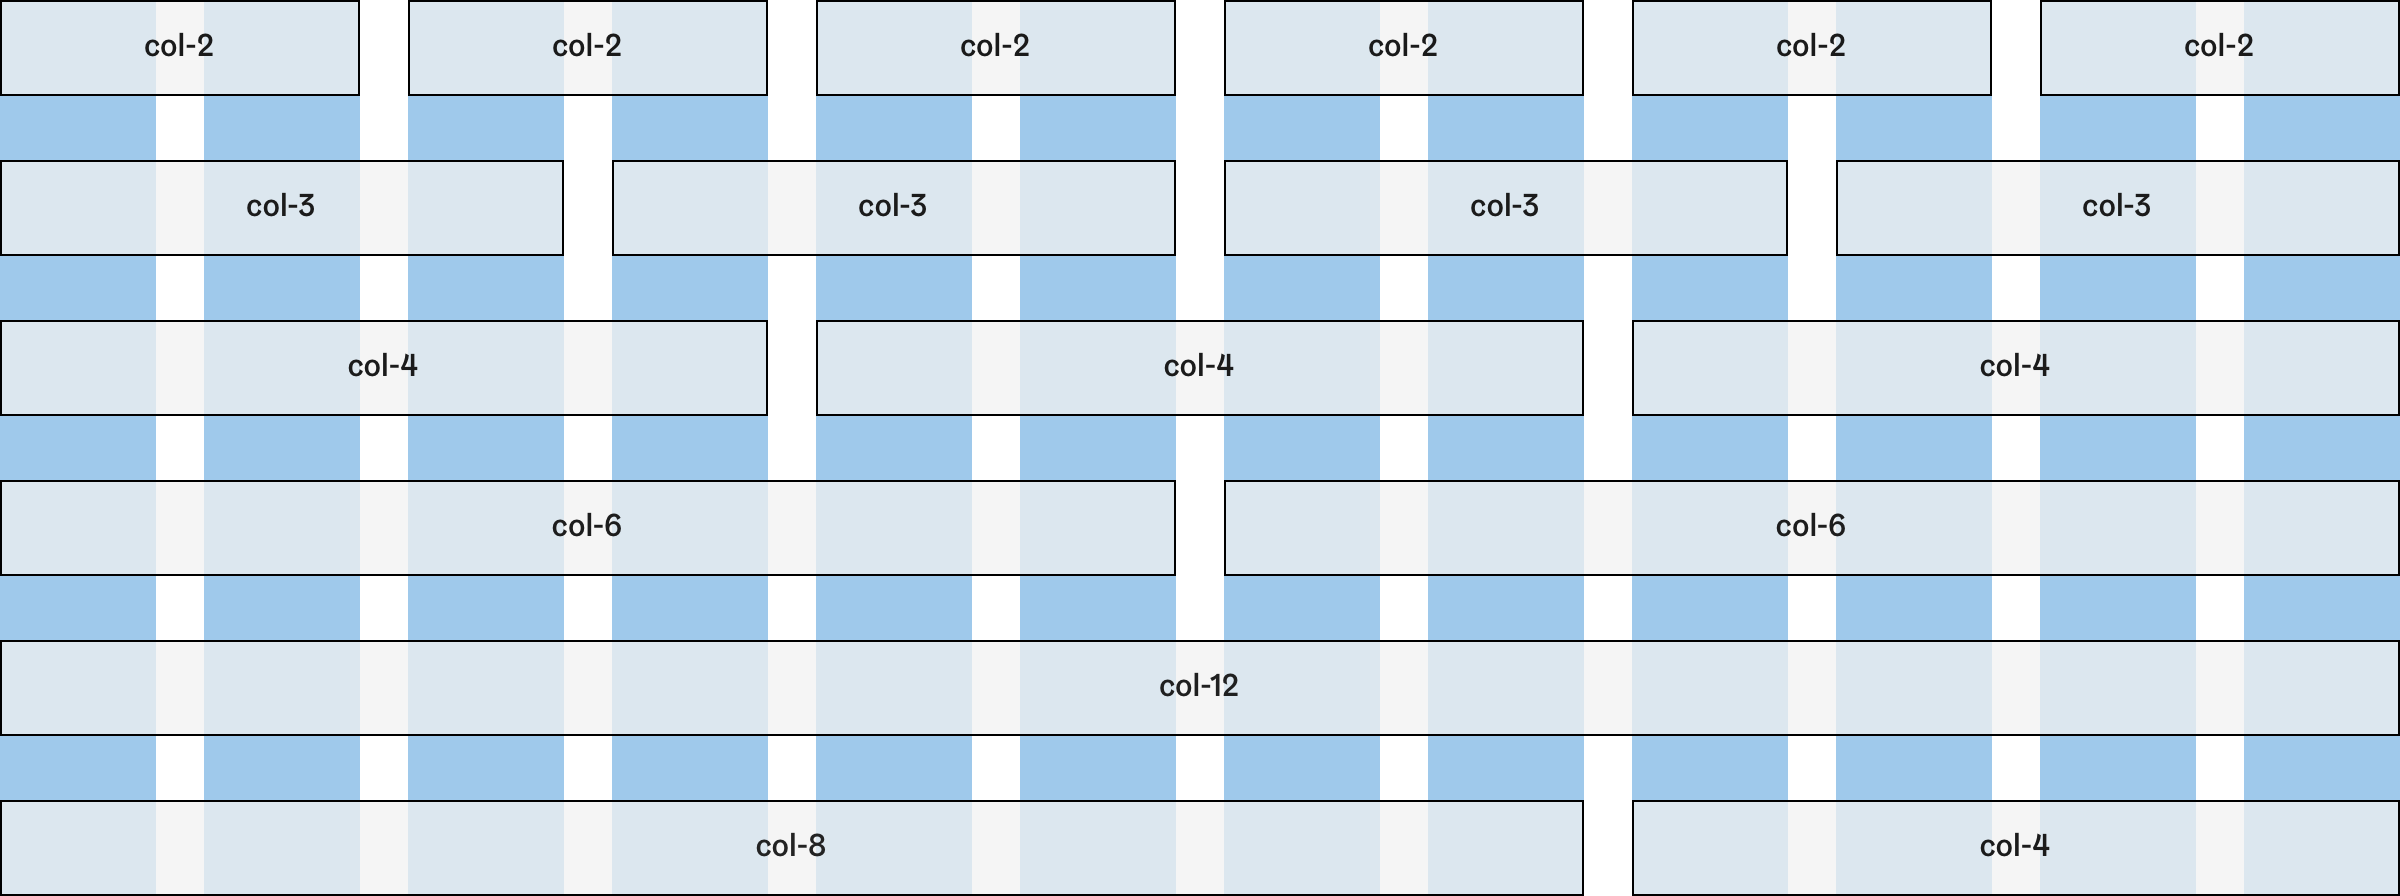 col-2 col-2 col-2 col-2 col-2 col-2
col-3 col-3 col-3 col-3
col-4 col-4 col-4
col-6 col-6
col-12
col-8 col-4